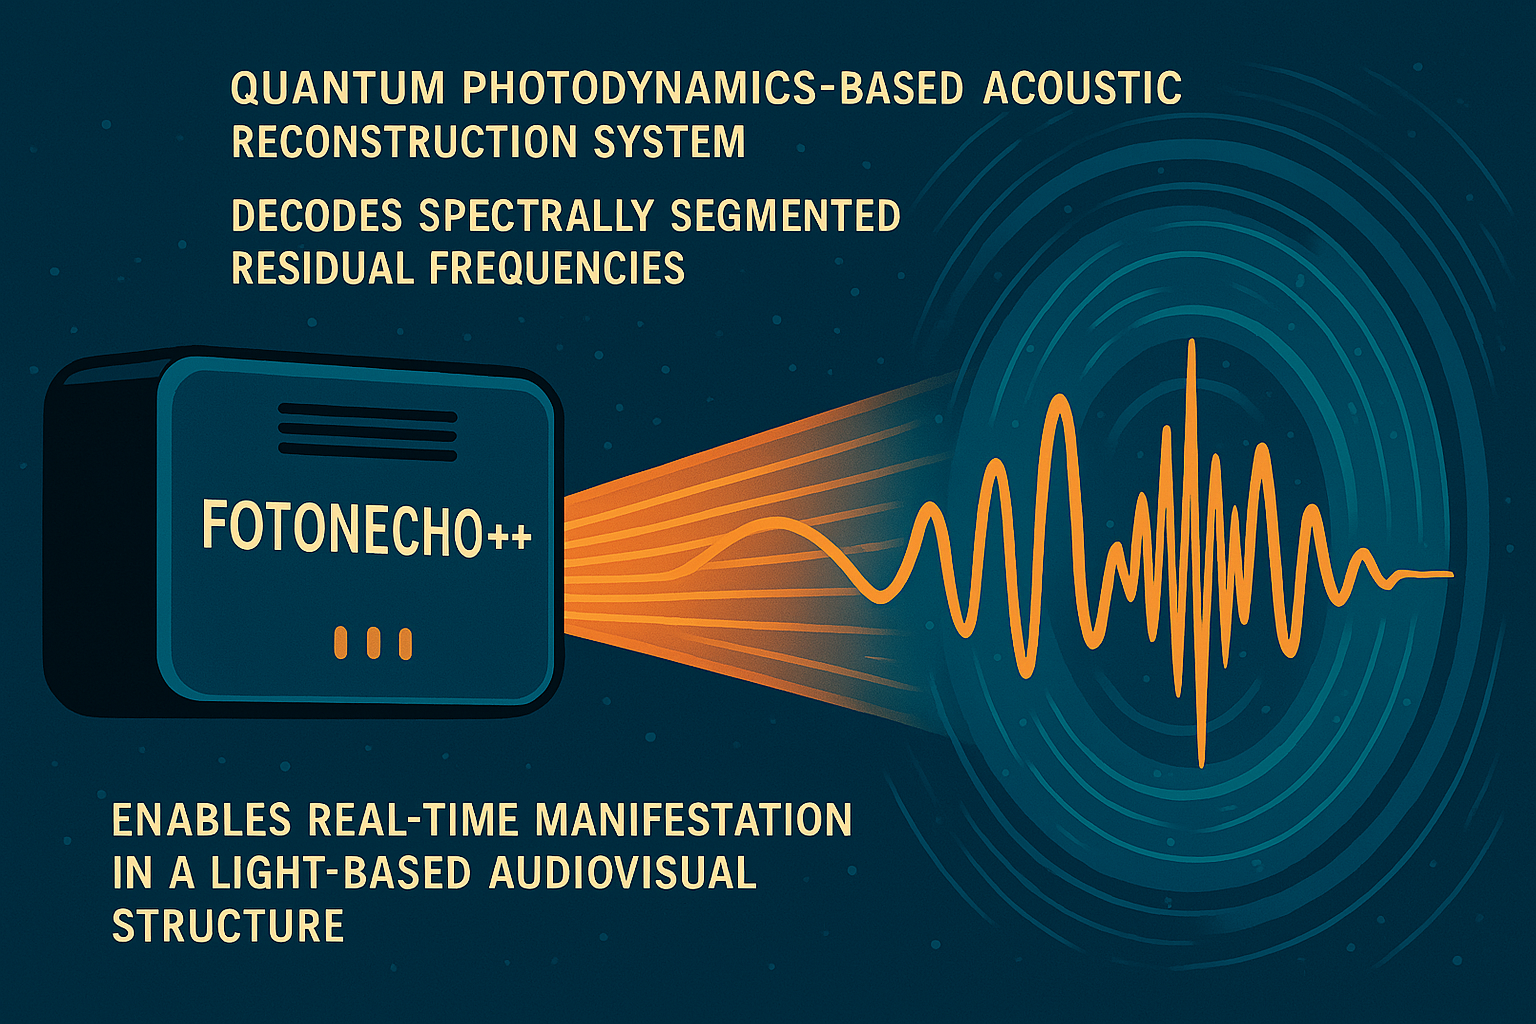 QUANTUM PHOTODYNAMICS-BASED ACOUSTIC
RECONSTRUCTION SYSTEM
DECODES SPECTRALLY SEGMENTED
RESIDUAL FREQUENCIES
FOTONECHO++
ENABLES REAL-TIME MANIFESTATION
IN A LIGHT-BASED AUDIOVISUAL
STRUCTURE